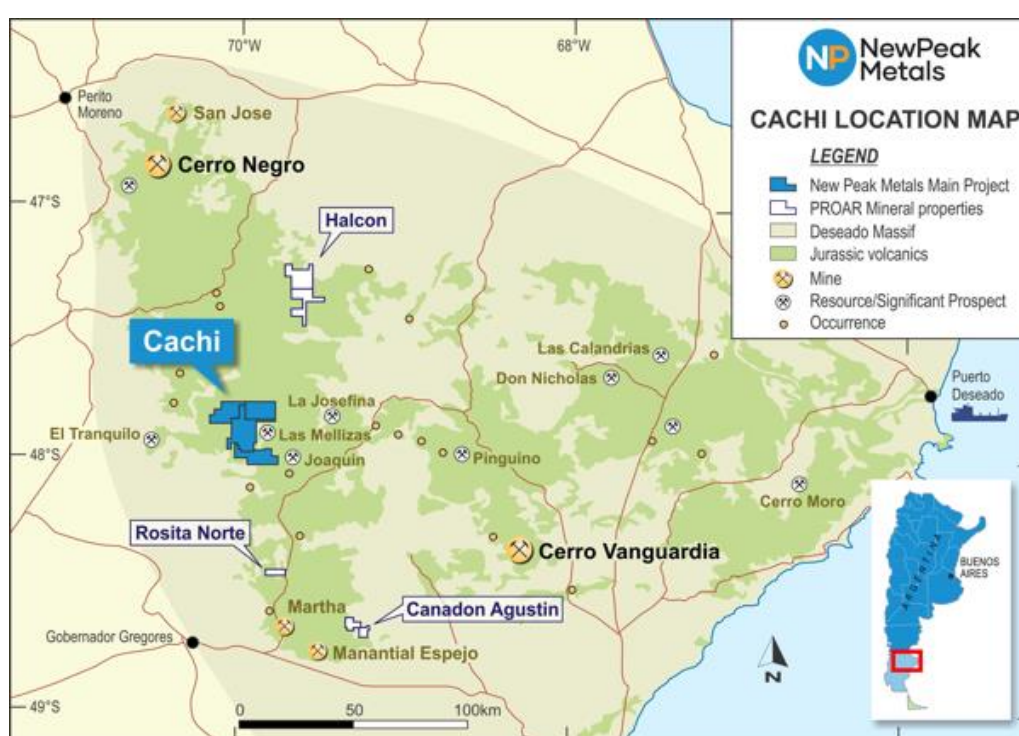 70°W
68°W
NP NewPeak
Metals
CACHI LOCATION MAP
LEGEND
New Peak Metals Main Project
PROAR Mineral properties
Deseado Massif
Jurassic volcanics
Mine
Resource/Significant Prospect
Occurrence
Perito
Moreno
San Jose
Cerro Negro
47°S
Halcon
Cachi
Las Calandrias
Don Nicholas
Puerto
Deseado
La Josefina
El Tranquilo
Las Mellizas
48°S
Joaquin
Pinguino
Cerro Moro
Rosita Norte
Cerro Vanguardia
ARGENTINA
BUENOS
AIRES
Martha
Canadon Agustin
Gobernador Gregores
Manantial Espejo
N
49°S
0 50 100km